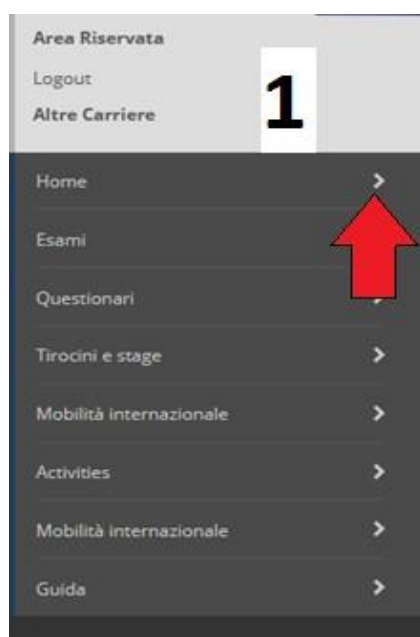 Area Riservata
Logout
Altre Carriere
1
Home
Esami
Questionari
Tirocini e stage
Mobilità internazionale
Activities
Mobilità internazionale
Guida